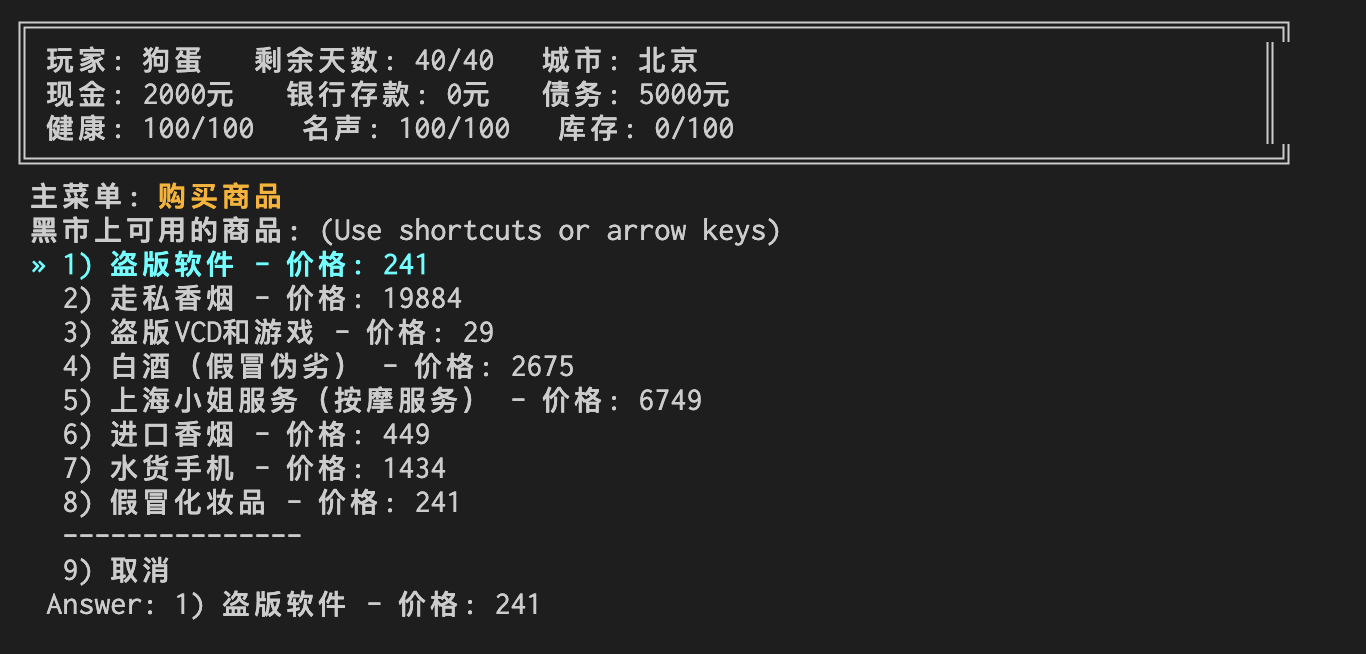 玩家: 狗蛋 剩余天数: 40/40 城市: 北京
现金: 2000元 银行存款: 0元 债务: 5000元
健康: 100/100 名声: 100/100 库存: 0/100
主菜单: 购买商品
黑市上可用的商品: (Use shortcuts or arrow keys)
» 1) 盗版软件 - 价格: 241
2) 走私香烟 - 价格: 19884
3) 盗版VCD和游戏 - 价格: 29
4) 白酒（假冒伪劣） - 价格: 2675
5) 上海小姐服务（按摩服务） - 价格: 6749
6) 进口香烟 - 价格: 449
7) 水货手机 - 价格: 1434
8) 假冒化妆品 - 价格: 241
---------------
9) 取消
Answer: 1) 盗版软件 - 价格: 241